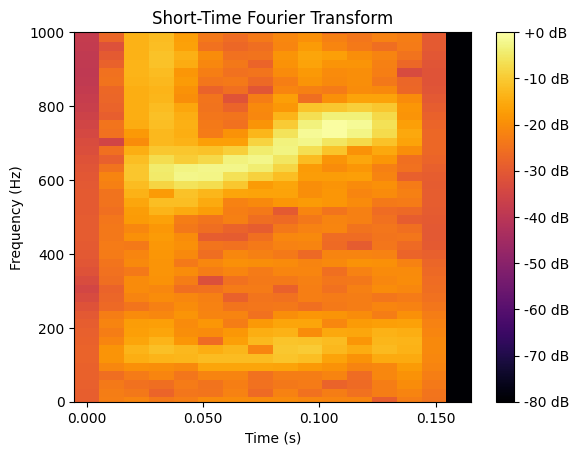 Short-Time Fourier Transform
1000
800
600
400
200
0
Frequency (Hz)
0.000
0.050
0.100
0.150
Time (s)
+0 dB
-10 dB
-20 dB
-30 dB
-40 dB
-50 dB
-60 dB
-70 dB
-80 dB